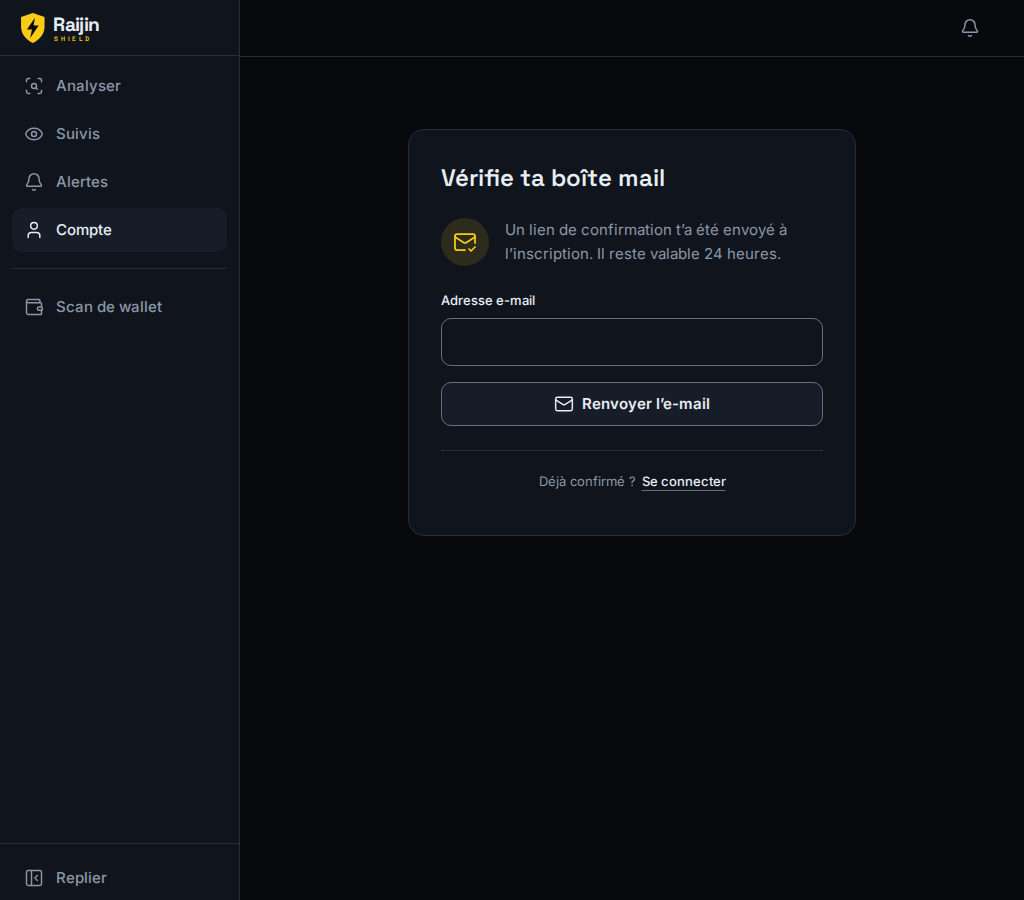 Raijin
SHIELD
Analyser
Suivis
Alertes
Compte
Scan de wallet
Replier
Vérifie ta boîte mail
Un lien de confirmation t’a été envoyé à
l’inscription. Il reste valable 24 heures.
Adresse e-mail
Renvoyer l’e-mail
Déjà confirmé ? Se connecter